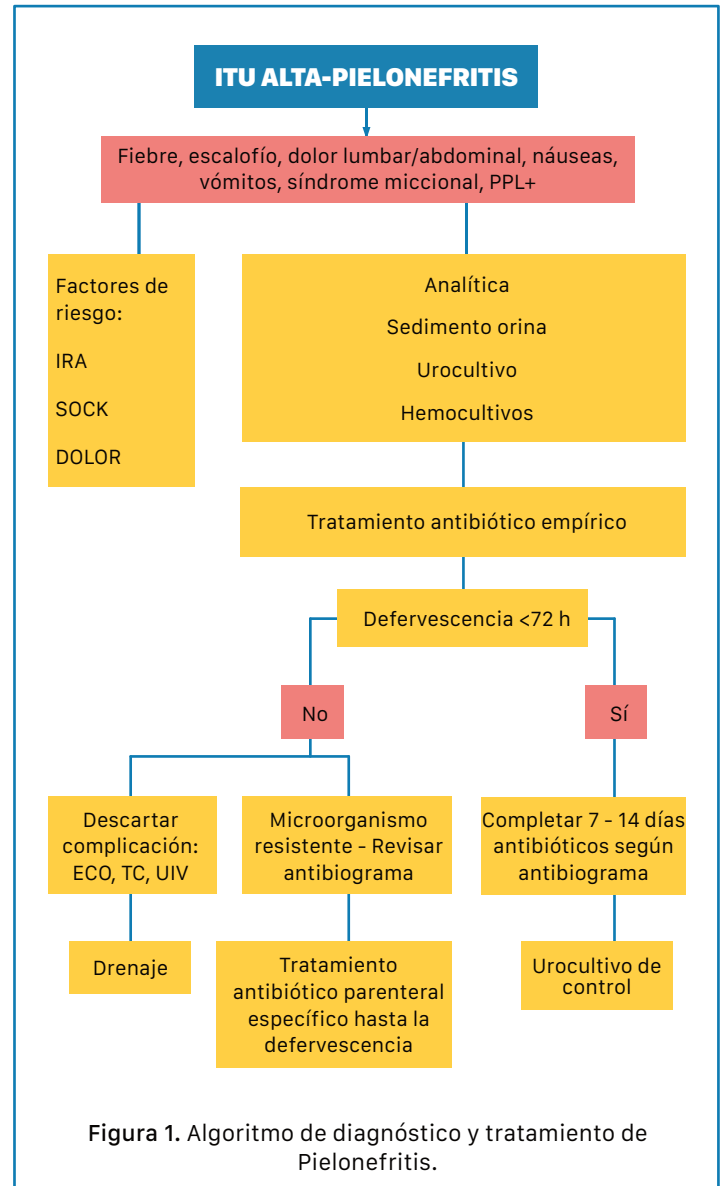 ITU ALTA-PIELONEFRITIS
Fiebre, escalofío, dolor lumbar/abdominal, náuseas,
vómitos, síndrome miccional, PPL+
Factores de
riesgo:
IRA
SOCK
DOLOR
Analítica
Sedimento orina
Urocultivo
Hemocultivos
Tratamiento antibiótico empírico
Defervescencia <72 h
No
Sí
Descartar
complicación:
ECO, TC, UIV
Microorganismo
resistente - Revisar
antibiograma
Completar 7 - 14 días
antibióticos según
antibiograma
Drenaje
Tratamiento
antibiótico parenteral
específico hasta la
defervescencia
Urocultivo de
control
Figura 1. Algoritmo de diagnóstico y tratamiento de
Pielonefritis.